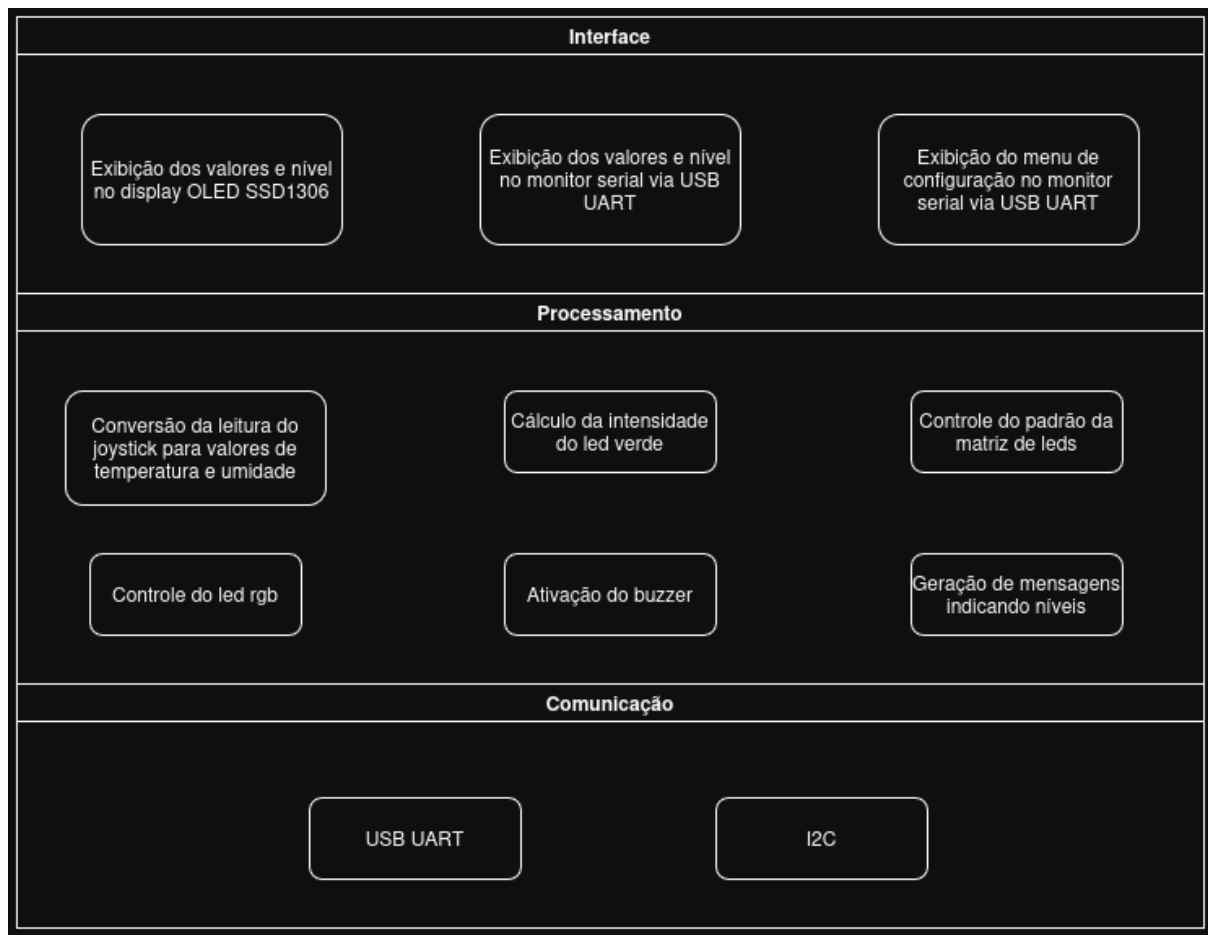 Interface
Exibição dos valores e nível
no display OLED SSD1306
Exibição dos valores e nível
no monitor serial via USB
UART
Exibição do menu de
configuração no monitor
serial via USB UART
Processamento
Conversão da leitura do
joystick para valores de
temperatura e umidade
Cálculo da intensidade
do led verde
Controle do padrão da
matriz de leds
Controle do led rgb
Ativação do buzzer
Geração de mensagens
indicando níveis
Comunicação
USB UART
I2C